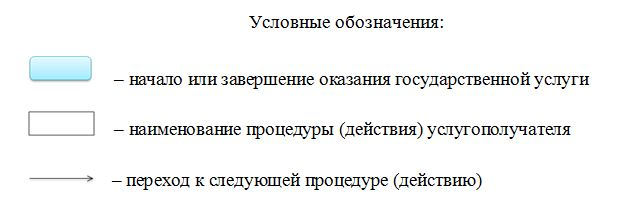 Условные обозначения:
– начало или завершение оказания государственной услуги
– наименование процедуры (действия) услугополучателя
– переход к следующей процедуре (действию)